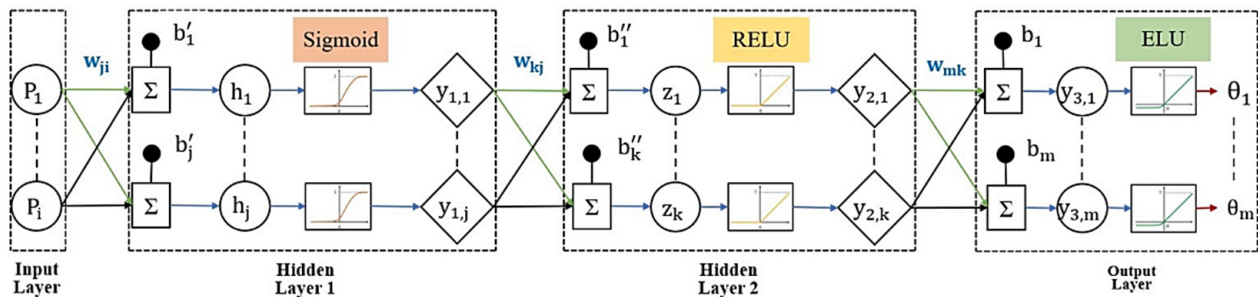 b′₁ Sigmoid b″₁ RELU b₁ ELU
wⱼᵢ wₖⱼ wₘₖ
P₁ Σ h₁ y₁,₁ Σ z₁ y₂,₁ Σ y₃,₁ θ₁
b′ⱼ b″ₖ bₘ
Pᵢ Σ hⱼ y₁,ⱼ Σ zₖ y₂,ₖ Σ y₃,ₘ θₘ
Input
Layer
Hidden
Layer 1
Hidden
Layer 2
Output
Layer